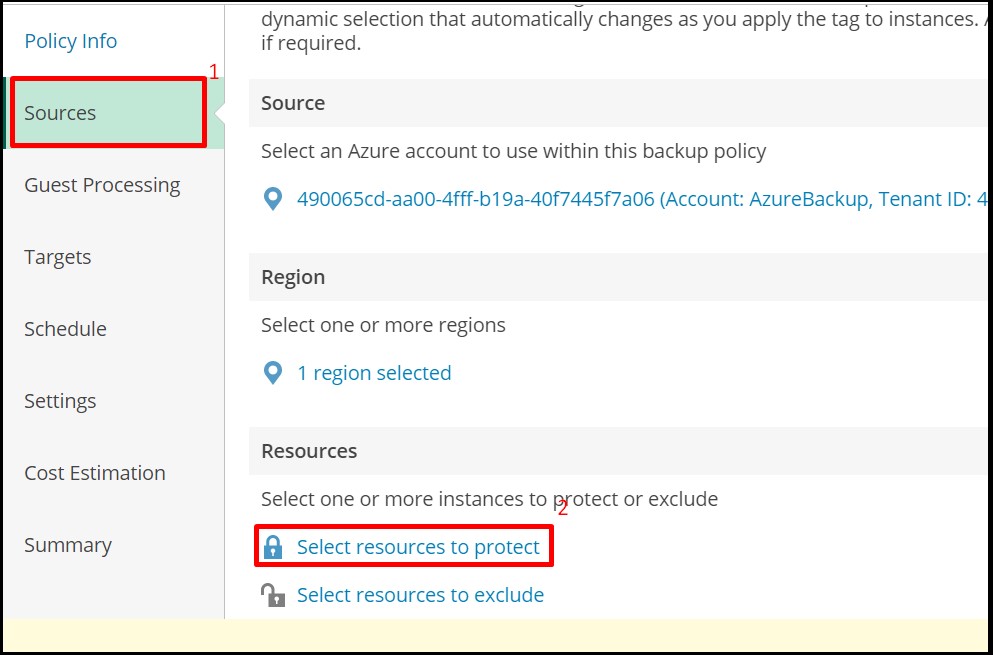 Policy Info
Sources
1
Guest Processing
Targets
Schedule
Settings
Cost Estimation
Summary
dynamic selection that automatically changes as you apply the tag to instances.
if required.
Source
Select an Azure account to use within this backup policy
490065cd-aa00-4fff-b19a-40f7445f7a06 (Account: AzureBackup, Tenant ID: 4
Region
Select one or more regions
1 region selected
Resources
Select one or more instances to protect or exclude
2
Select resources to protect
Select resources to exclude